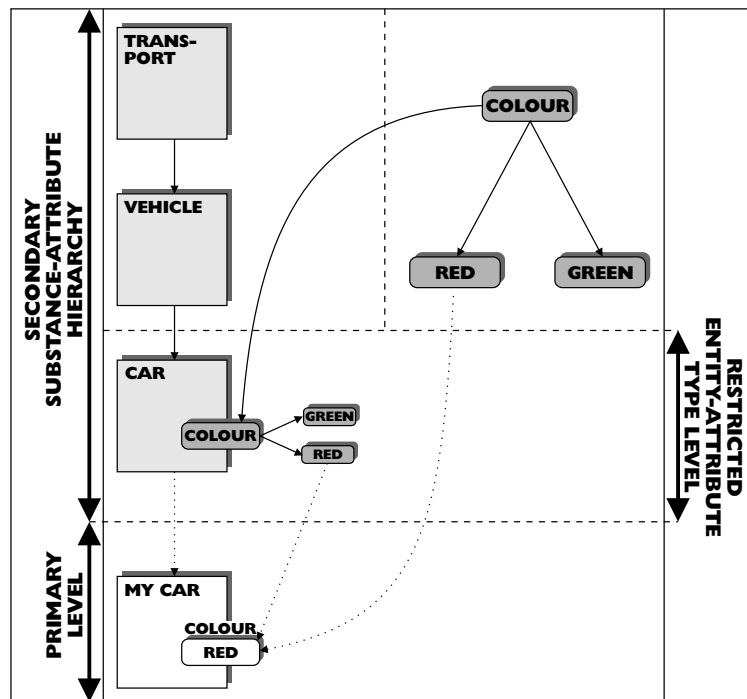 TRANS-
PORT
COLOUR
VEHICLE
RED
GREEN
SECONDARY
SUBSTANCE-ATTRIBUTE
HIERARCHY
CAR
GREEN
COLOUR
RED
RESTRICTED
ENTITY-ATTRIBUTE
TYPE LEVEL
PRIMARY
LEVEL
MY CAR
COLOUR
RED